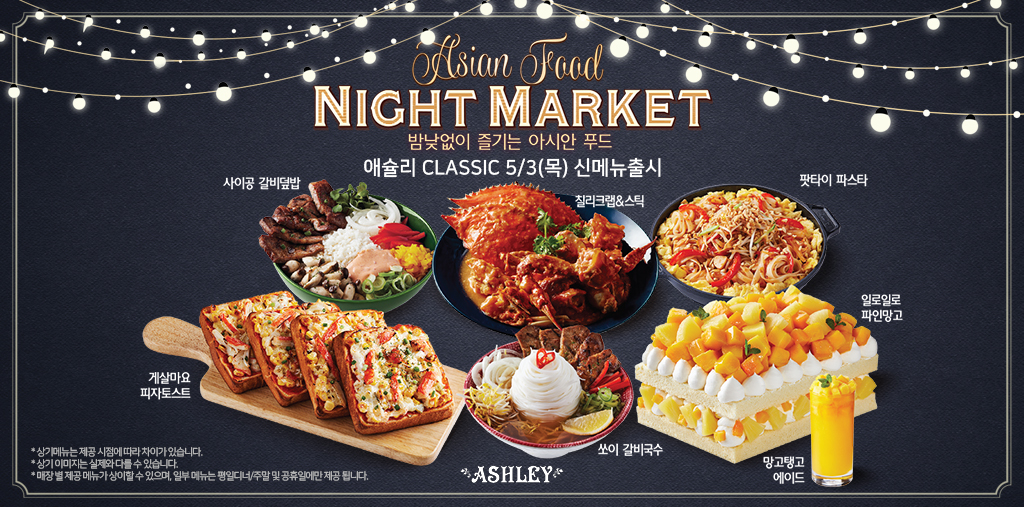 Asian Food
NIGHT MARKET
밤낮없이 즐기는 아시안 푸드
애슐리 CLASSIC 5/3(목) 신메뉴출시
사이공 갈비덮밥
칠리크랩&스틱
팟타이 파스타
일로일로
파인망고
게살마요
피자토스트
쏘이 갈비국수
망고탱고
에이드
* 상기메뉴는 제공 시점에 따라 차이가 있습니다.
* 상기 이미지는 실제와 다를 수 있습니다.
* 매장 별 제공 메뉴가 상이할 수 있으며, 일부 메뉴는 평일디너/주말 및 공휴일에만 제공 됩니다.
ASHLEY